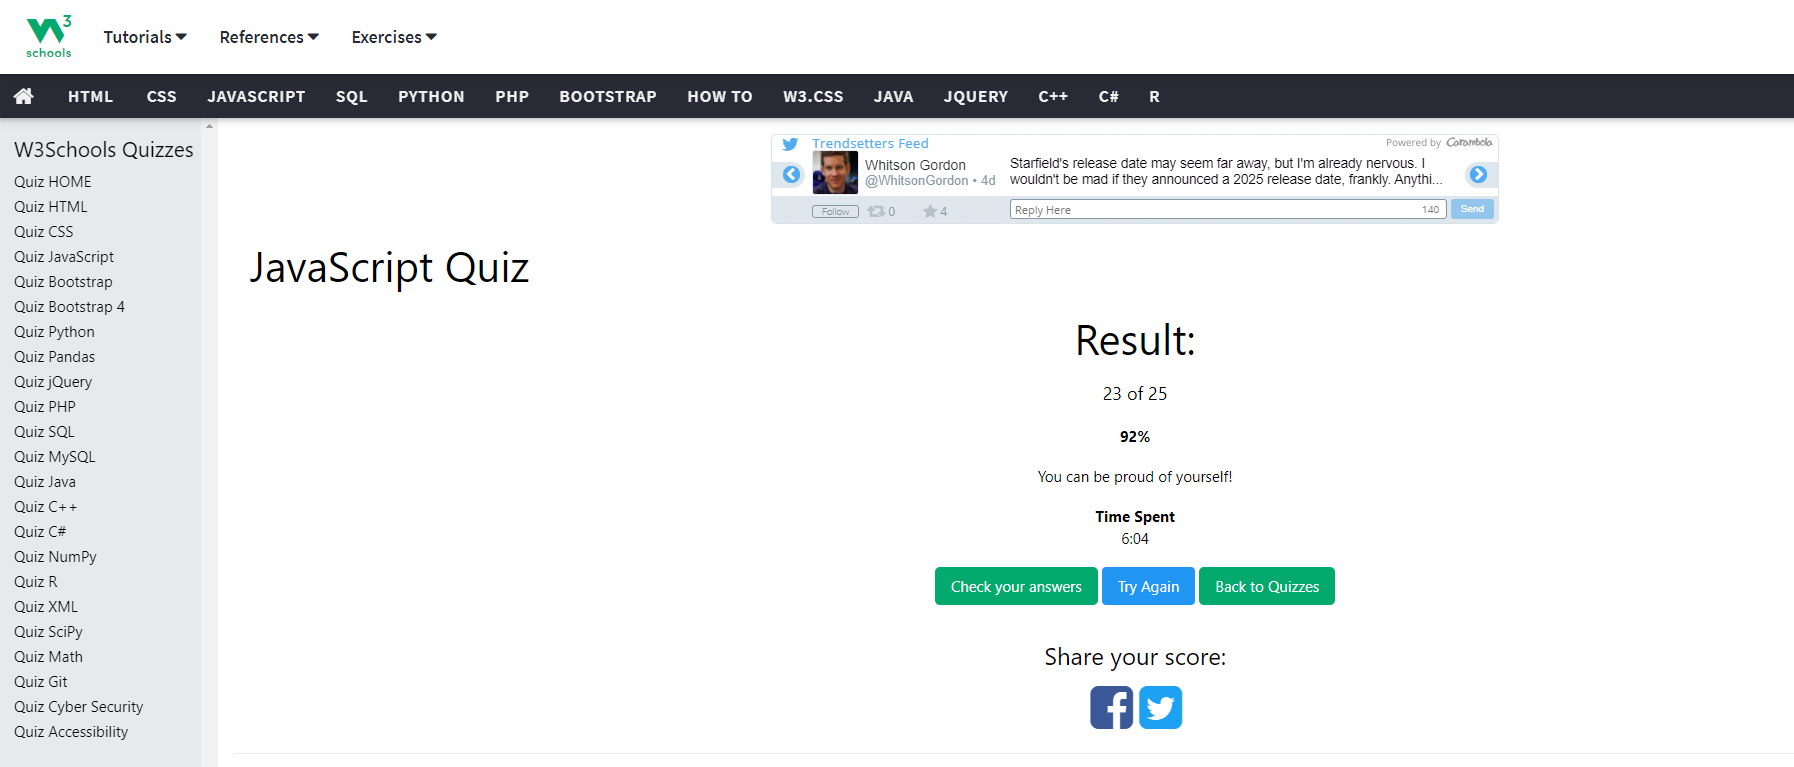 W3 schools
Tutorials References Exercises
HTML CSS JAVASCRIPT SQL PYTHON PHP BOOTSTRAP HOW TO W3.CSS JAVA JQUERY C++ C# R
W3Schools Quizzes
Quiz HOME
Quiz HTML
Quiz CSS
Quiz JavaScript
Quiz Bootstrap
Quiz Bootstrap 4
Quiz Python
Quiz Pandas
Quiz jQuery
Quiz PHP
Quiz SQL
Quiz MySQL
Quiz Java
Quiz C++
Quiz C#
Quiz NumPy
Quiz R
Quiz XML
Quiz SciPy
Quiz Math
Quiz Git
Quiz Cyber Security
Quiz Accessibility
Trendsetters Feed
Powered by Carambola
Whitson Gordon
@WhitsonGordon • 4d
Starfield's release date may seem far away, but I'm already nervous. I
wouldn't be mad if they announced a 2025 release date, frankly. Anythi...
Follow 0 4
Reply Here 140 Send
JavaScript Quiz
Result:
23 of 25
92%
You can be proud of yourself!
Time Spent
6:04
Check your answers Try Again Back to Quizzes
Share your score: